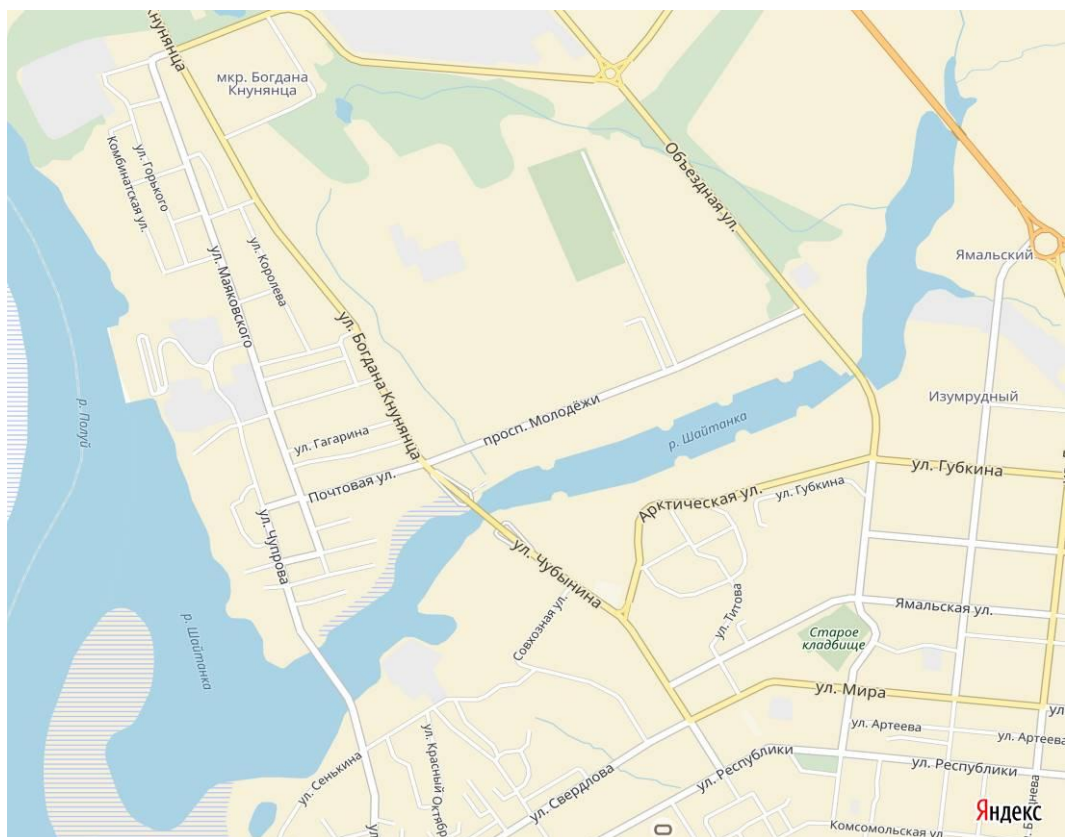 Кнунянца
мкр. Богдана
Кнунянца
Комбинатская ул.
ул. Горького
Объездная ул.
ул. Маяковского
ул. Королева
Ямальский
ул. Богдана Кнунянца
р. Полуй
Изумрудный
просп. Молодёжи
р. Шайтанка
ул. Гагарина
Почтовая ул.
ул. Губкина
ул. Губкина
Арктическая ул.
ул. Чупрова
ул. Чубынина
Ямальская ул.
р. Шайтанка
Совхозная ул.
ул. Титова
Старое
кладбище
ул. Мира
ул. Артеева
ул. Артеева
ул. Сенькина
ул. Красный Октябр
ул. Свердлова
ул. Республики
ул. Республики
Комсомольская ул.
Яндекс